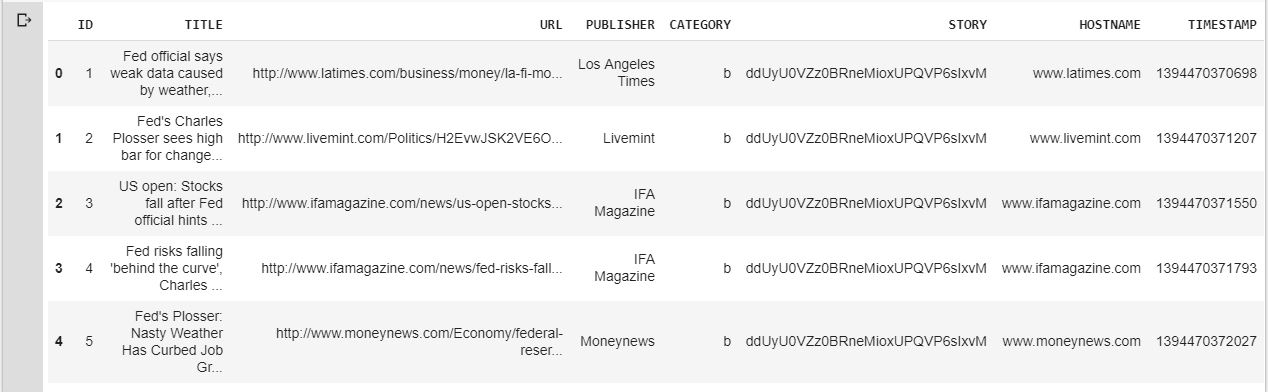 ID TITLE URL PUBLISHER CATEGORY STORY HOSTNAME TIMESTAMP
0 1 Fed official says weak data caused by weather,... http://www.latimes.com/business/money/la-fi-mo... Los Angeles Times b ddUyU0VZz0BRneMioxUPQVP6sIxvM www.latimes.com 1394470370698
1 2 Fed's Charles Plosser sees high bar for change... http://www.livemint.com/Politics/H2EvwJSK2VE6O... Livemint b ddUyU0VZz0BRneMioxUPQVP6sIxvM www.livemint.com 1394470371207
2 3 US open: Stocks fall after Fed official hints ... http://www.ifamagazine.com/news/us-open-stocks... IFA Magazine b ddUyU0VZz0BRneMioxUPQVP6sIxvM www.ifamagazine.com 1394470371550
3 4 Fed risks falling 'behind the curve', Charles ... http://www.ifamagazine.com/news/fed-risks-fall... IFA Magazine b ddUyU0VZz0BRneMioxUPQVP6sIxvM www.ifamagazine.com 1394470371793
4 5 Fed's Plosser: Nasty Weather Has Curbed Job Gr... http://www.moneynews.com/Economy/federal-reser... Moneynews b ddUyU0VZz0BRneMioxUPQVP6sIxvM www.moneynews.com 1394470372027